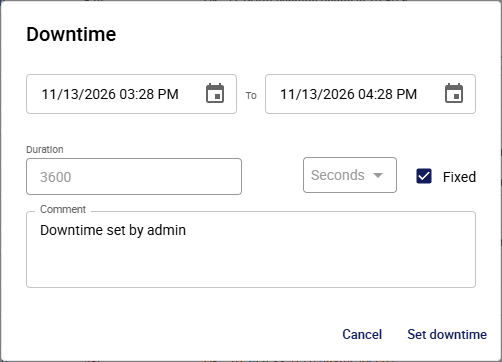 Downtime
11/13/2026 03:28 PM To 11/13/2026 04:28 PM
Duration
3600 Seconds Fixed
Comment
Downtime set by admin
Cancel Set downtime